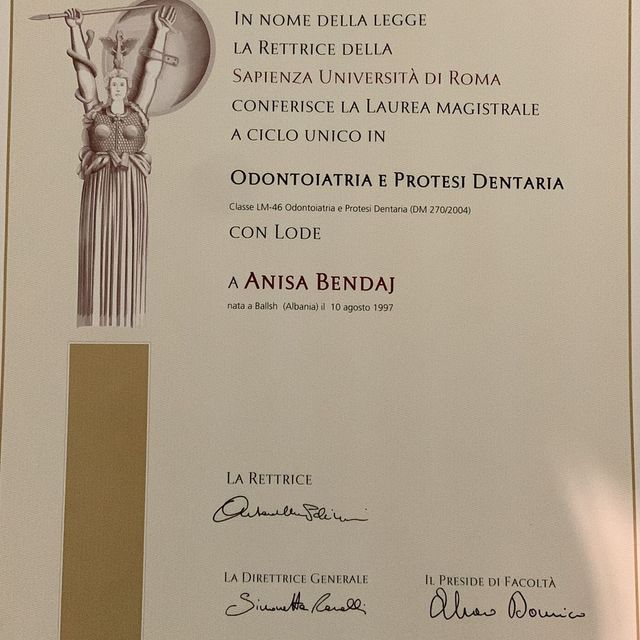 In nome della legge
la Rettrice della
Sapienza Università di Roma
conferisce la Laurea magistrale
a ciclo unico in
Odontoiatria e Protesi Dentaria
Classe LM-46 Odontoiatria e Protesi Dentaria (DM 270/2004)
con Lode
a Anisa Bendaj
nata a Ballsh (Albania) il 10 agosto 1997
La Rettrice
La Direttrice Generale
Il Preside di Facoltà
Simonetta Ranalli